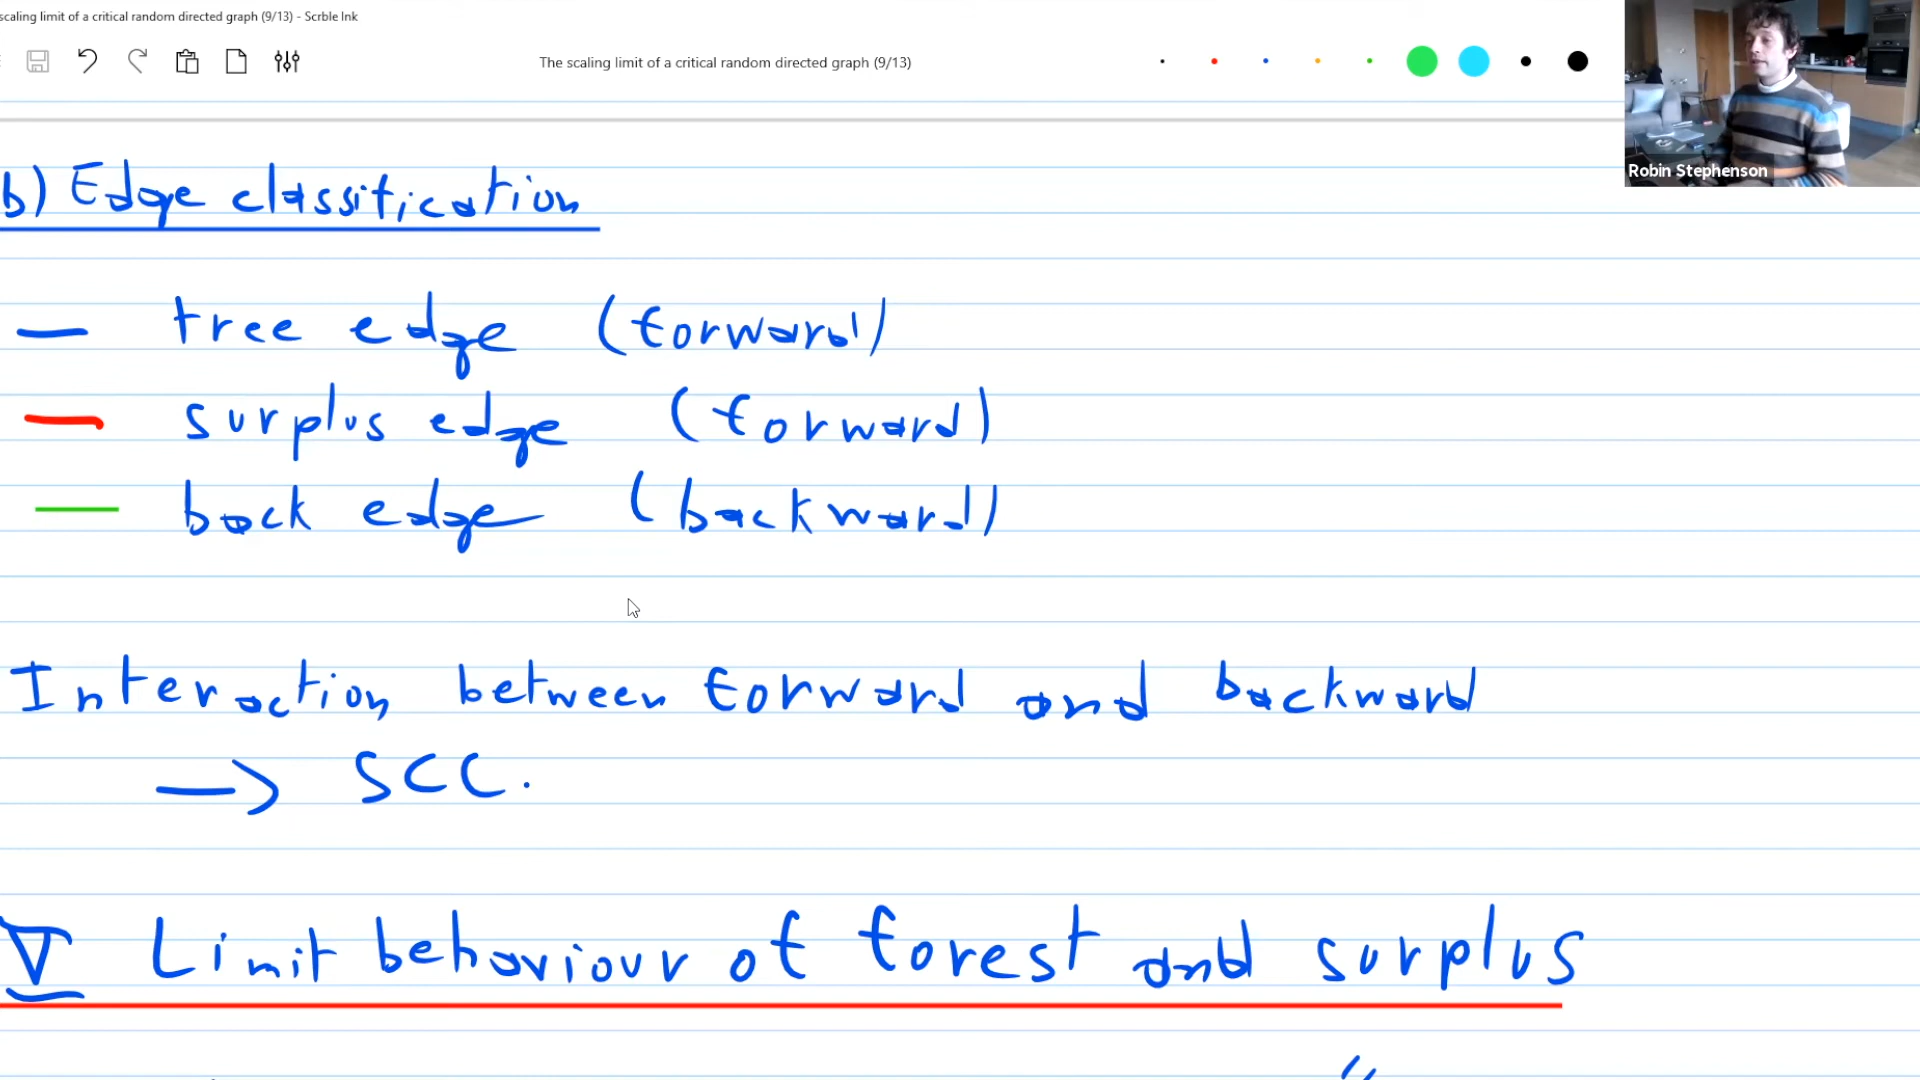 scaling limit of a critical random directed graph (9/13) - Scrble Ink
The scaling limit of a critical random directed graph (9/13)
Robin Stephenson
b) Edge classification
— tree edge (forward)
— surplus edge (forward)
— back edge (backward)
Interaction between forward and backward
→ SCC.
V Limit behaviour of forest and surplus